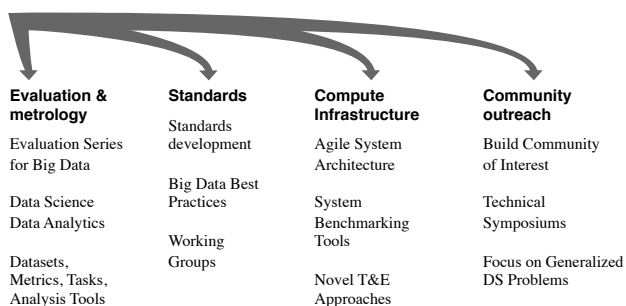 Evaluation &
metrology
Evaluation Series
for Big Data
Data Science
Data Analytics
Datasets,
Metrics, Tasks,
Analysis Tools
Standards
Standards
development
Big Data Best
Practices
Working
Groups
Compute
Infrastructure
Agile System
Architecture
System
Benchmarking
Tools
Novel T&E
Approaches
Community
outreach
Build Community
of Interest
Technical
Symposiums
Focus on Generalized
DS Problems